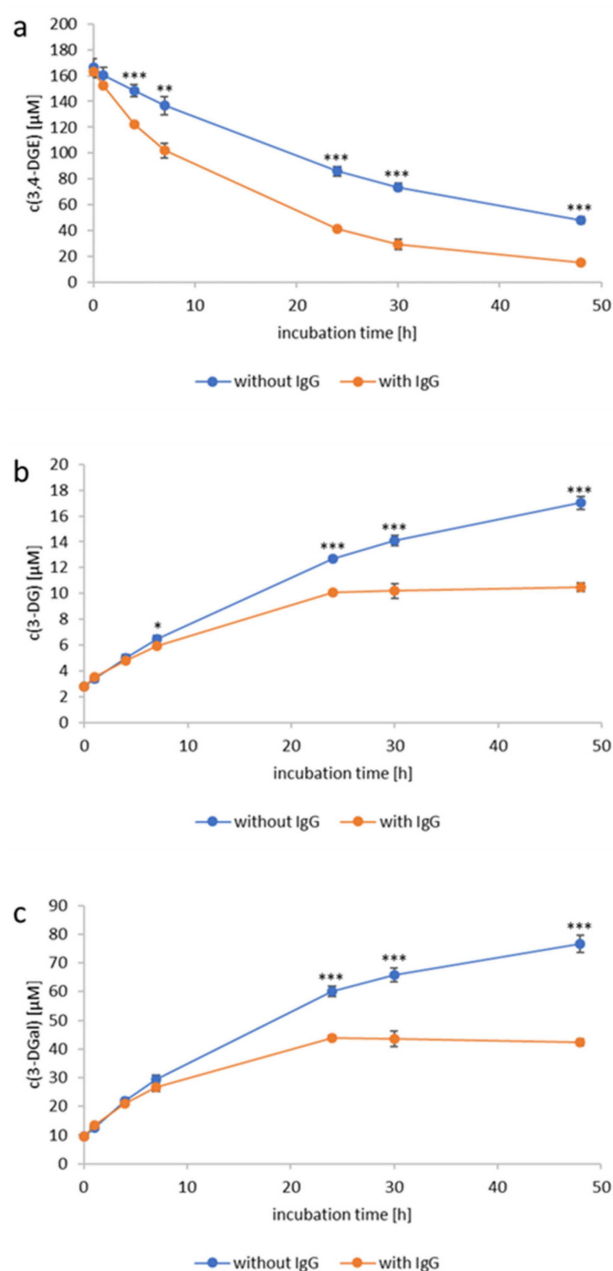 a
200
180
160
140
120
100
80
60
40
20
0
c(3,4-DGE) [µM]
*** ** *** *** ***
0 10 20 30 40 50
incubation time [h]
without IgG with IgG
b
20
18
16
14
12
10
8
6
4
2
0
c(3-DG) [µM]
* *** *** ***
0 10 20 30 40 50
incubation time [h]
without IgG with IgG
c
90
80
70
60
50
40
30
20
10
0
c(3-DGal) [µM]
*** *** ***
0 10 20 30 40 50
incubation time [h]
without IgG with IgG